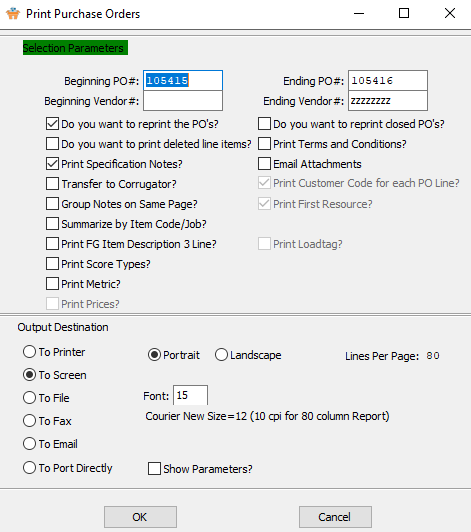 Print Purchase Orders
Selection Parameters
Beginning PO#: 105415 Ending PO#: 105416
Beginning Vendor#: Ending Vendor#: zzzzzzzz
Do you want to reprint the PO's? Do you want to reprint closed PO's?
Do you want to print deleted line items? Print Terms and Conditions?
Print Specification Notes? Email Attachments
Transfer to Corrugator? Print Customer Code for each PO Line?
Group Notes on Same Page? Print First Resource?
Summarize by Item Code/Job?
Print FG Item Description 3 Line? Print Loadtag?
Print Score Types?
Print Metric?
Print Prices?
Output Destination
To Printer Portrait Landscape Lines Per Page: 80
To Screen
To File Font: 15
To Fax Courier New Size=12 (10 cpi for 80 column Report)
To Email
To Port Directly Show Parameters?
OK Cancel